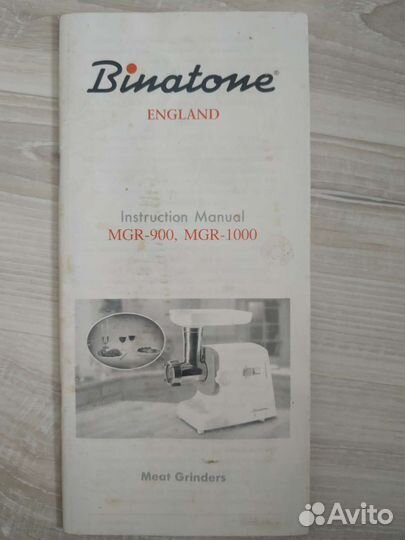 Binatone®
ENGLAND
Instruction Manual
MGR-900, MGR-1000
Meat Grinders
Avito